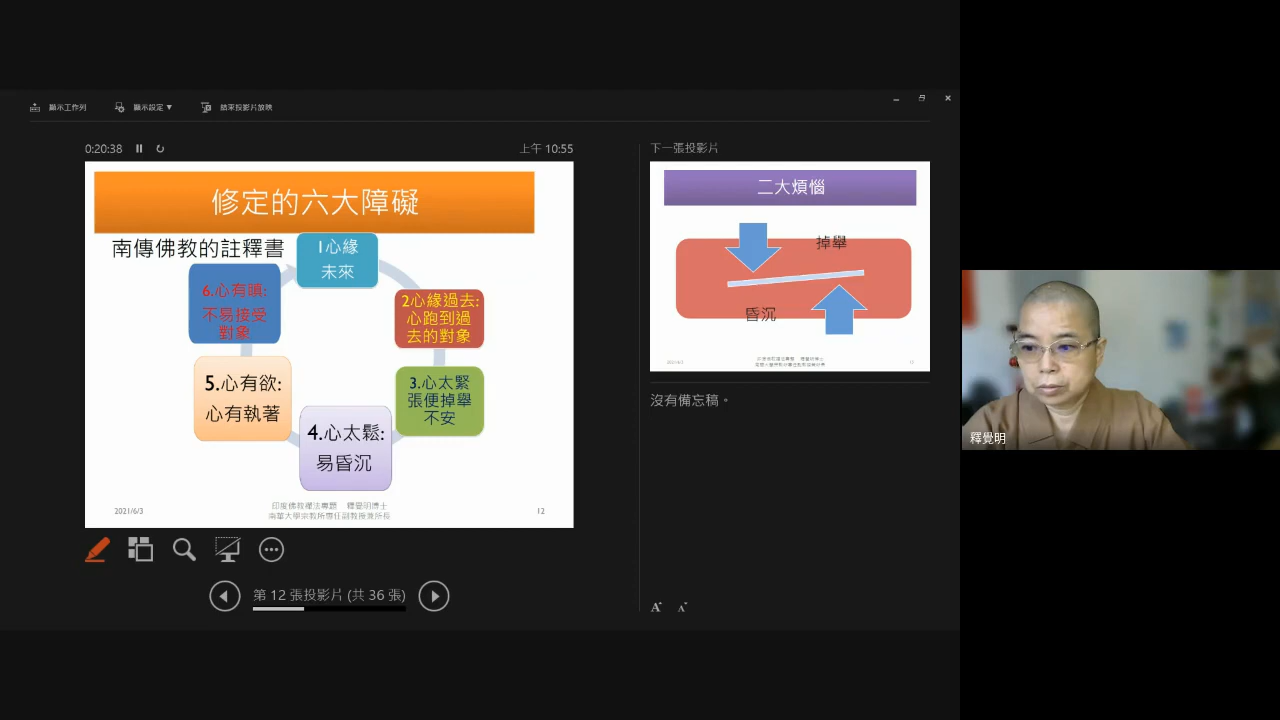 顯示工作列 顯示設定 ▼ 結束投影片放映
0:20:38
上午 10:55
修定的六大障礙
南傳佛教的註釋書
1心緣
未來
2心緣過去:
心跑到過
去的對象
3.心太緊
張便掉舉
不安
4.心太鬆:
易昏沉
5.心有欲:
心有執著
6.心有瞋:
不易接受
對象
2021/6/3
印度佛教禪法專題 釋覺明博士
南華大學宗教所專任副教授兼所長
12
第 12 張投影片 (共 36 張)
下一張投影片
二大煩惱
掉舉
昏沉
沒有備忘稿。
釋覺明